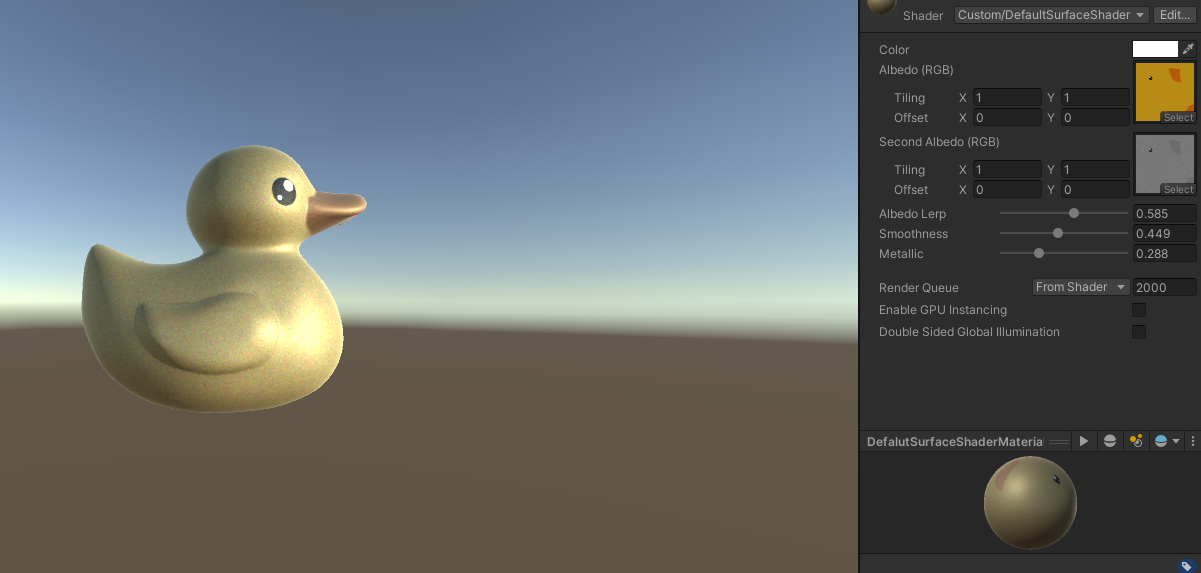 Shader Custom/DefaultSurfaceShader Edit...
Color
Albedo (RGB)
Tiling X 1 Y 1
Offset X 0 Y 0
Select
Second Albedo (RGB)
Tiling X 1 Y 1
Offset X 0 Y 0
Select
Albedo Lerp 0.585
Smoothness 0.449
Metallic 0.288
Render Queue From Shader 2000
Enable GPU Instancing
Double Sided Global Illumination
DefalutSurfaceShaderMaterial